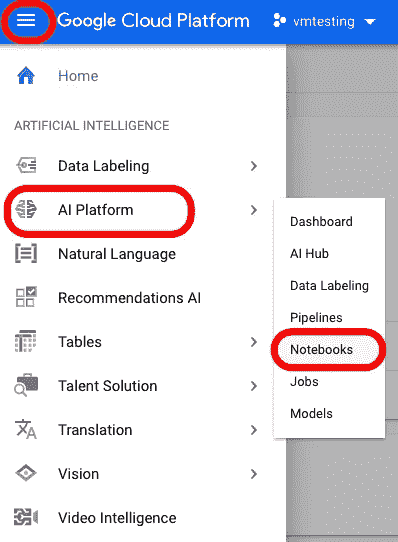 Google Cloud Platform vmtesting
Home
ARTIFICIAL INTELLIGENCE
Data Labeling
AI Platform
Natural Language
Recommendations AI
Tables
Talent Solution
Translation
Vision
Video Intelligence
Dashboard
AI Hub
Data Labeling
Pipelines
Notebooks
Jobs
Models